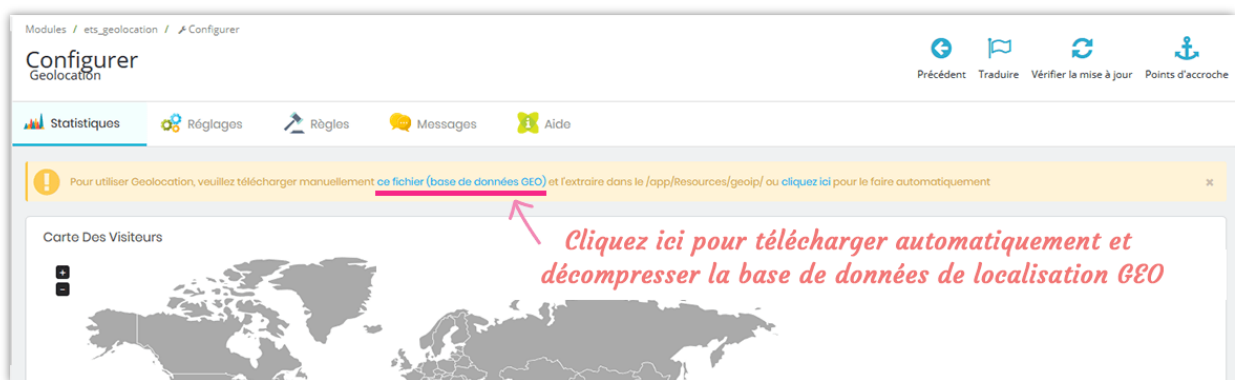 Modules / ets_geolocation / Configurer
Configurer
Geolocation
Précédent
Traduire
Vérifier la mise à jour
Points d'accroche
Statistiques
Réglages
Règles
Messages
Aide
Pour utiliser Geolocation, veuillez télécharger manuellement ce fichier (base de données GEO) et l'extraire dans le /app/Resources/geoip/ ou cliquez ici pour le faire automatiquement ×
Carte Des Visiteurs
+
-
Cliquez ici pour télécharger automatiquement et
décompresser la base de données de localisation GEO